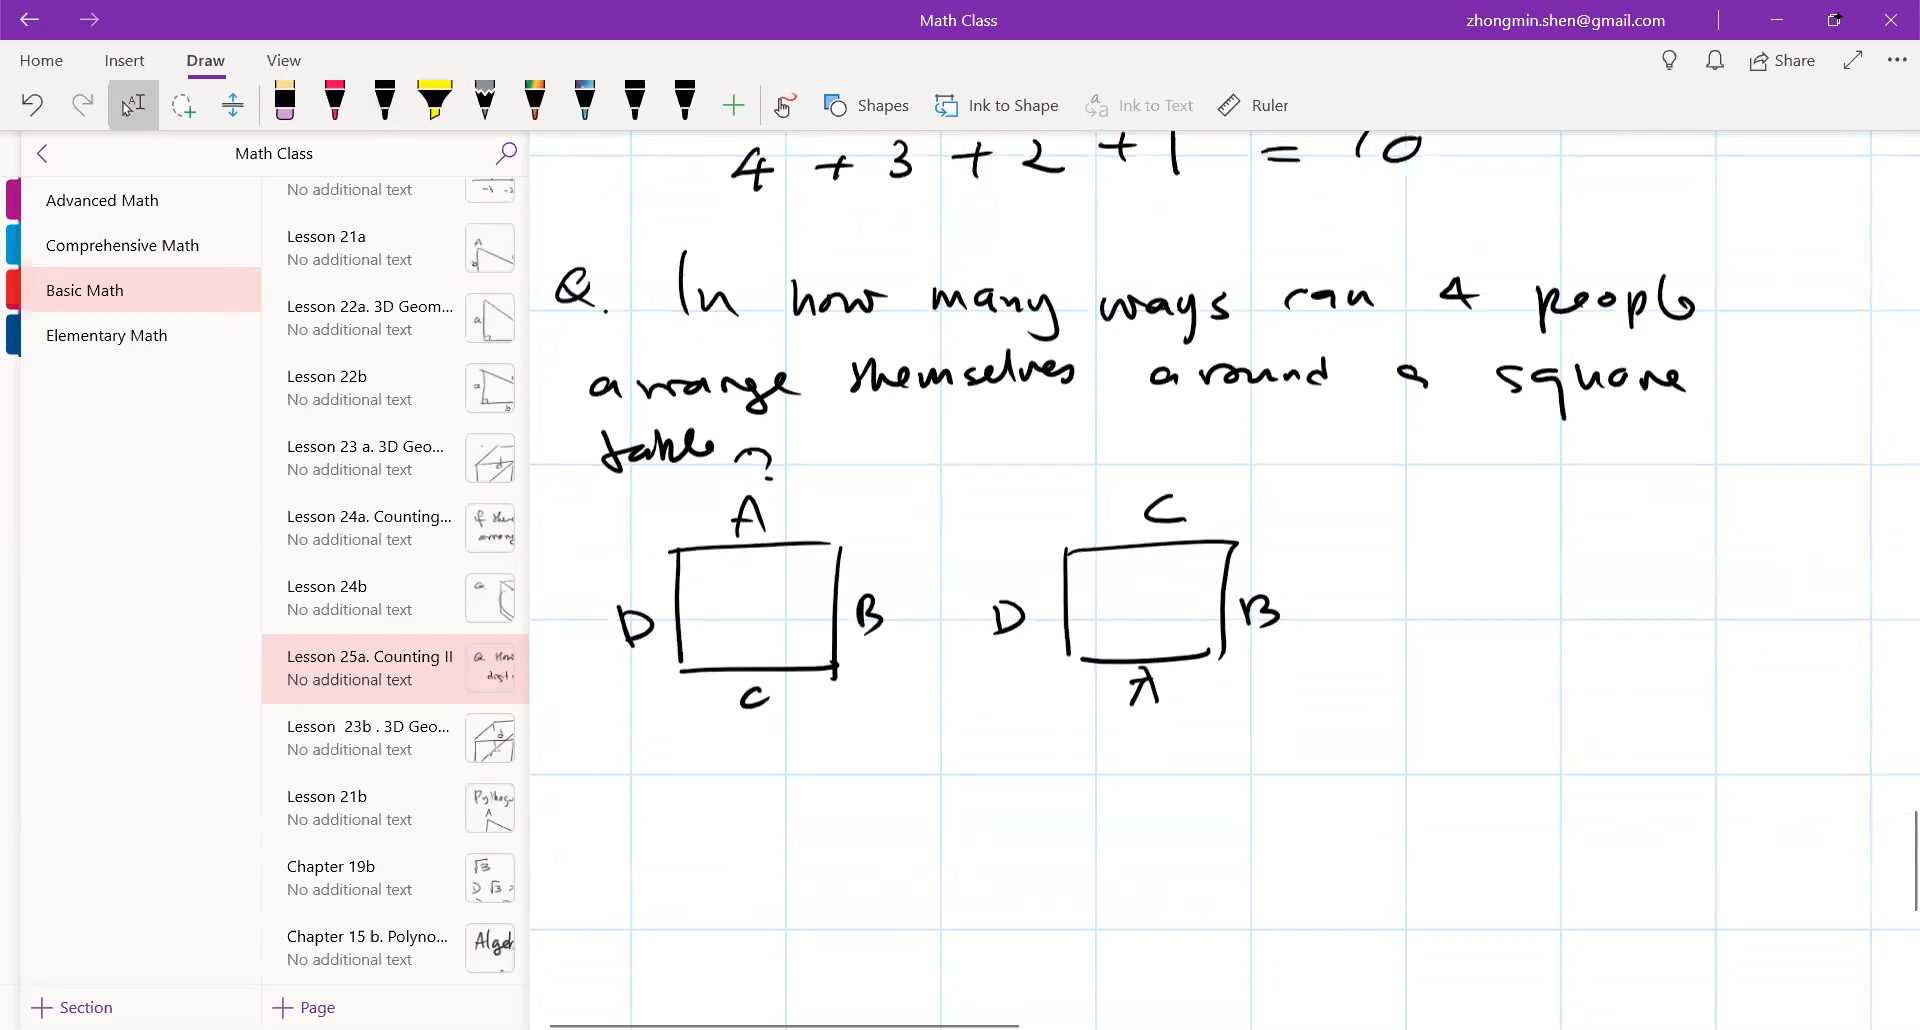 Math Class
zhongmin.shen@gmail.com
Home Insert Draw View
Share
Shapes
Ink to Shape
Ink to Text
Ruler
Math Class
Advanced Math
Comprehensive Math
Basic Math
Elementary Math
Section
No additional text
Lesson 21a
No additional text
Lesson 22a. 3D Geom...
No additional text
Lesson 22b
No additional text
Lesson 23 a. 3D Geo...
No additional text
Lesson 24a. Counting...
No additional text
Lesson 24b
No additional text
Lesson 25a. Counting II
No additional text
Lesson 23b . 3D Geo...
No additional text
Lesson 21b
No additional text
Chapter 19b
No additional text
Chapter 15 b. Polyno...
No additional text
Page
4 + 3 + 2 + 1 = 10
Q. In how many ways can 4 people
arrange themselves around a square
table ?
A
D B
C
C
D B
A